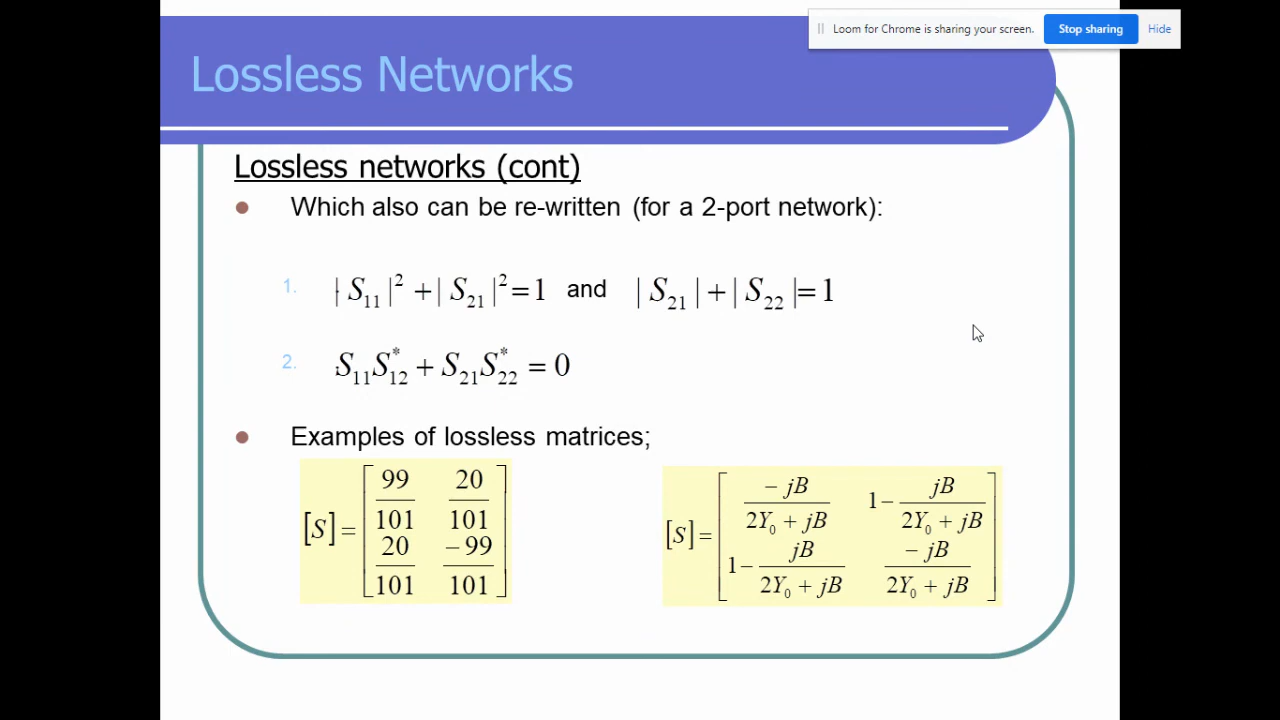 Loom for Chrome is sharing your screen. Stop sharing Hide
Lossless Networks
Lossless networks (cont)
● Which also can be re-written (for a 2-port network):
1. | S₁₁ |² + | S₂₁ |² = 1 and | S₂₁ | + | S₂₂ | = 1
2. S₁₁S₁₂* + S₂₁S₂₂* = 0
● Examples of lossless matrices;
[S] = [ 99/101 20/101 ; 20/101 −99/101 ]
[S] = [ −jB/(2Y₀ + jB) 1 − jB/(2Y₀ + jB) ; 1 − jB/(2Y₀ + jB) −jB/(2Y₀ + jB) ]